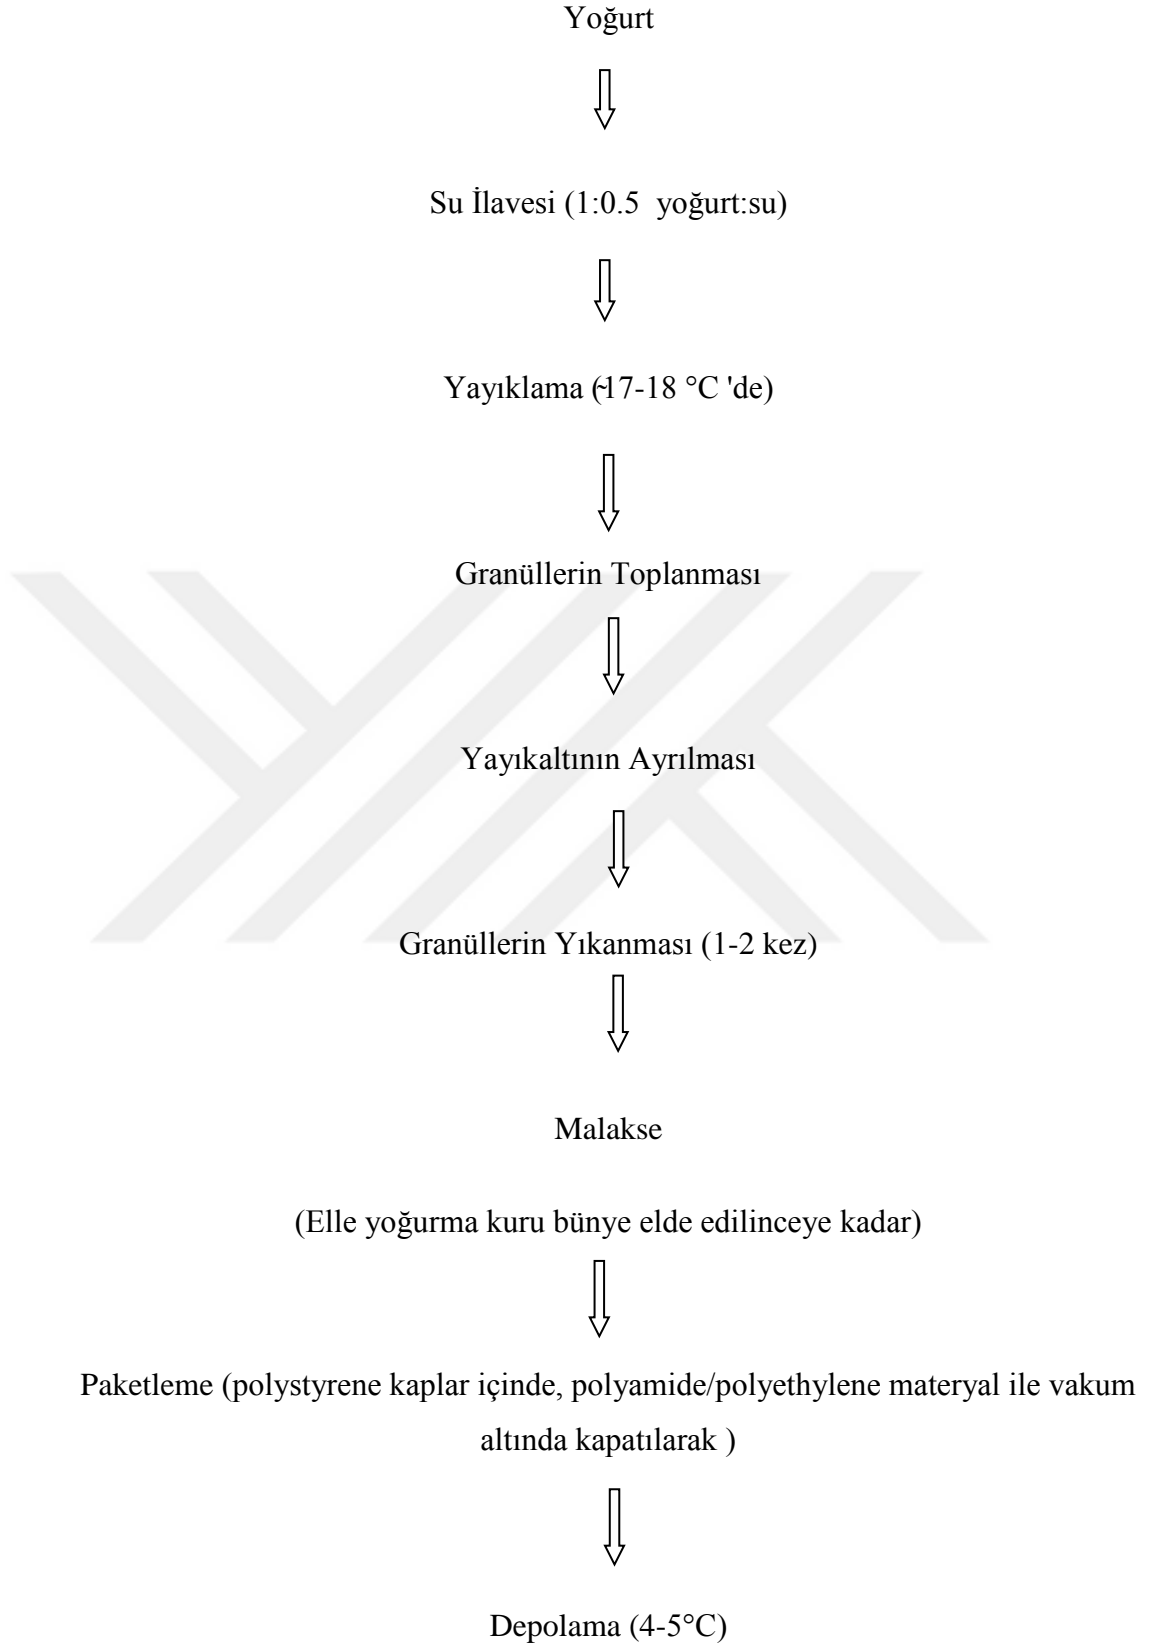 Yoğurt
Su İlavesi (1:0.5 yoğurt:su)
Yayıklama (~17-18 °C 'de)
Granüllerin Toplanması
Yayıkaltının Ayrılması
Granüllerin Yıkanması (1-2 kez)
Malakse
(Elle yoğurma kuru bünye elde edilinceye kadar)
Paketleme (polystyrene kaplar içinde, polyamide/polyethylene materyal ile vakum
altında kapatılarak )
Depolama (4-5°C)